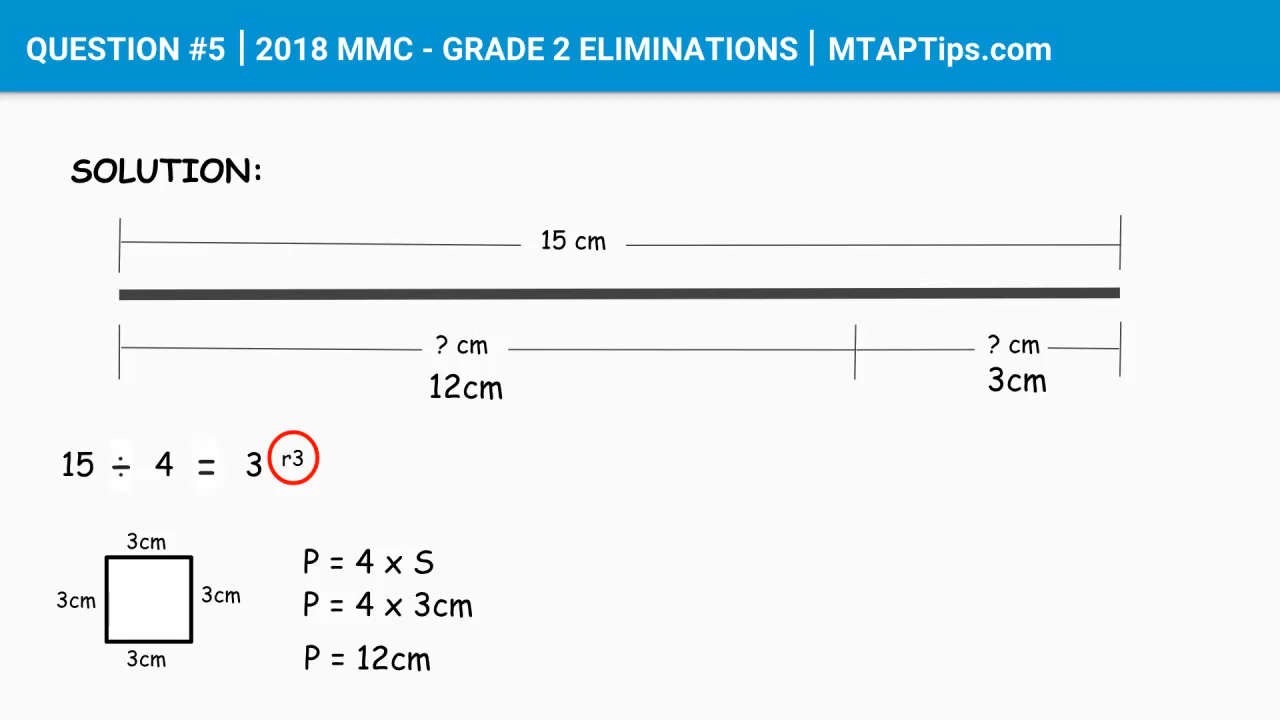 QUESTION #5 | 2018 MMC - GRADE 2 ELIMINATIONS | MTAPTips.com
SOLUTION:
15 cm
? cm ? cm
12cm 3cm
15 ÷ 4 = 3 r3
3cm
3cm 3cm
3cm
P = 4 x S
P = 4 x 3cm
P = 12cm